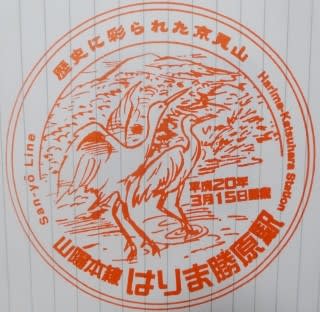 歴史に彩られた京見山
San-yō Line
Harima-Katsuhara Station
平成20年
3月15日開業
山陽本線 はりま勝原駅